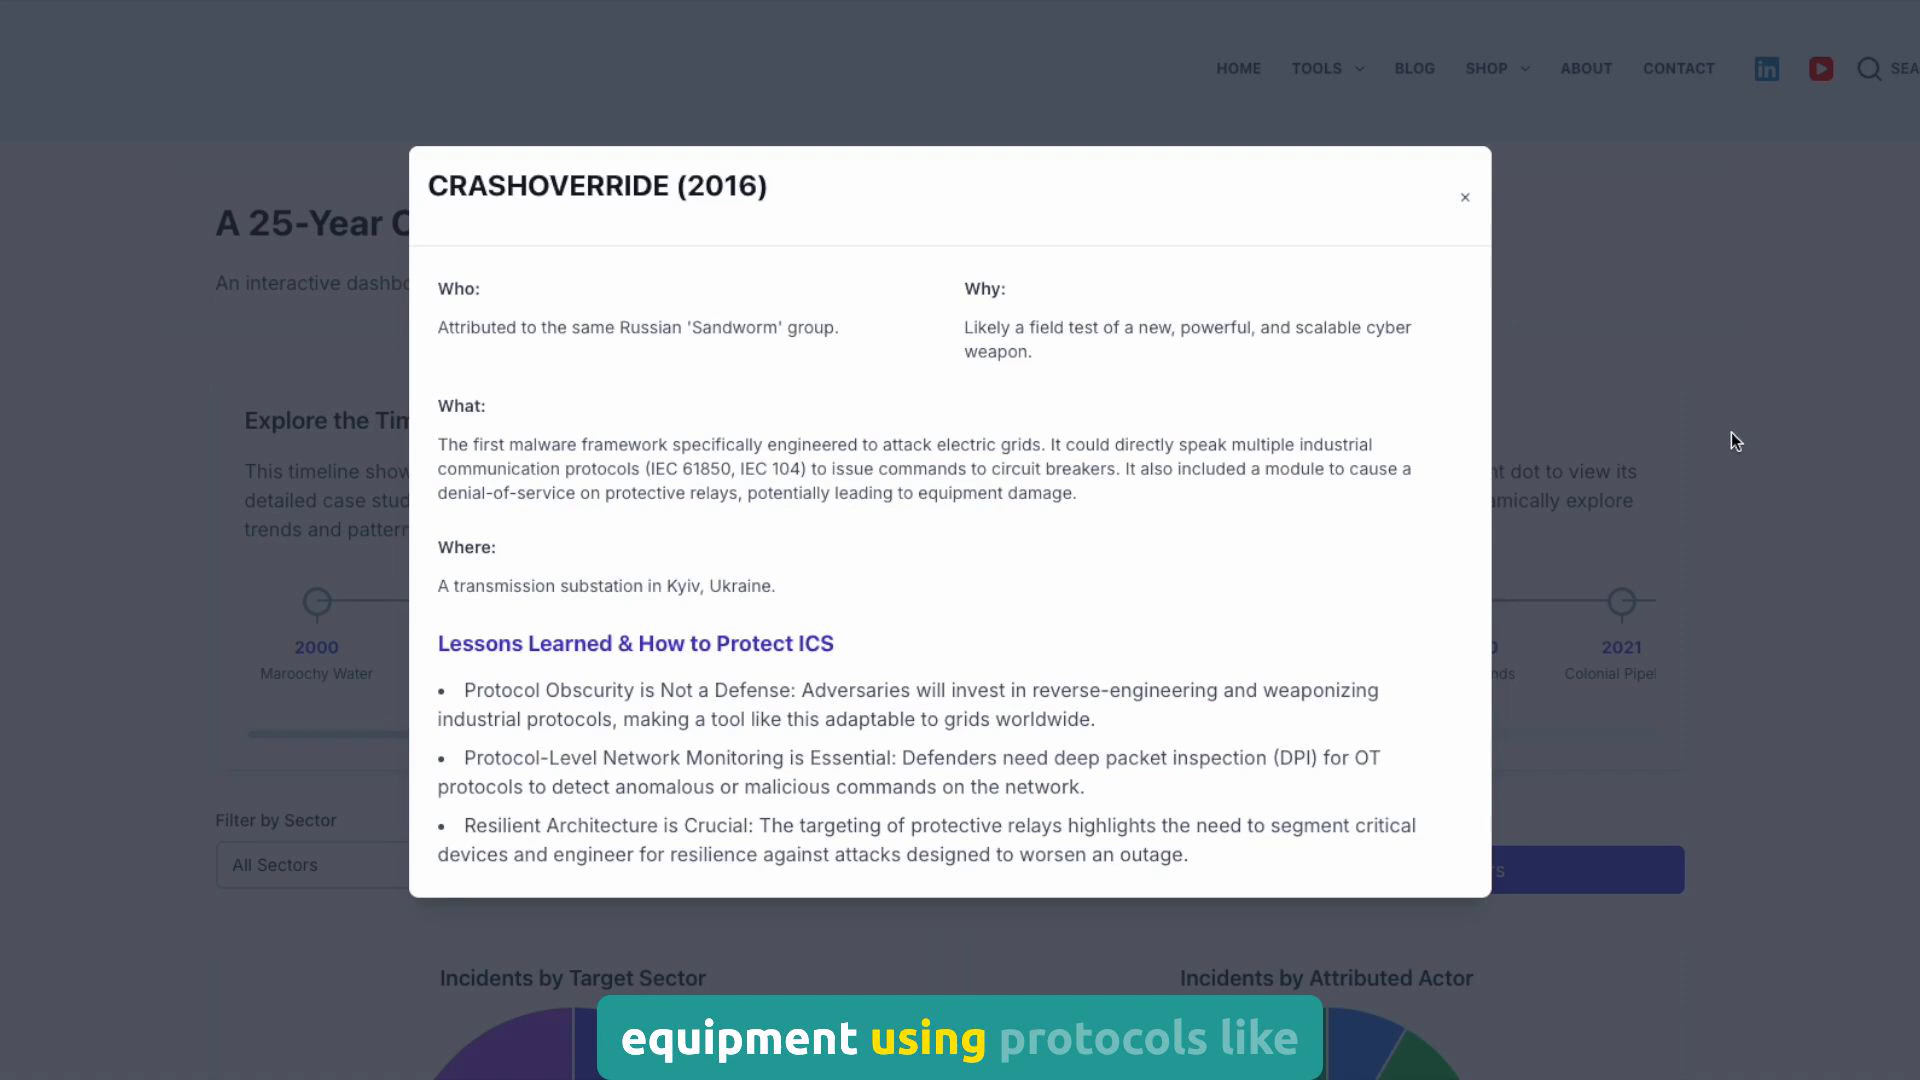 HOME TOOLS BLOG SHOP ABOUT CONTACT in SEA
CRASHOVERRIDE (2016)
×
A 25-Year C
An interactive dashbo
Who:
Attributed to the same Russian 'Sandworm' group.
Why:
Likely a field test of a new, powerful, and scalable cyber
weapon.
What:
The first malware framework specifically engineered to attack electric grids. It could directly speak multiple industrial
communication protocols (IEC 61850, IEC 104) to issue commands to circuit breakers. It also included a module to cause a
denial-of-service on protective relays, potentially leading to equipment damage.
Where:
A transmission substation in Kyiv, Ukraine.
Lessons Learned & How to Protect ICS
• Protocol Obscurity is Not a Defense: Adversaries will invest in reverse-engineering and weaponizing
industrial protocols, making a tool like this adaptable to grids worldwide.
• Protocol-Level Network Monitoring is Essential: Defenders need deep packet inspection (DPI) for OT
protocols to detect anomalous or malicious commands on the network.
• Resilient Architecture is Crucial: The targeting of protective relays highlights the need to segment critical
devices and engineer for resilience against attacks designed to worsen an outage.
Explore the Tim
This timeline show
detailed case stud
trends and pattern
nt dot to view its
amically explore
2000
Maroochy Water
nds
2021
Colonial Pipel
Filter by Sector
All Sectors
rs
Incidents by Target Sector
Incidents by Attributed Actor
equipment using protocols like